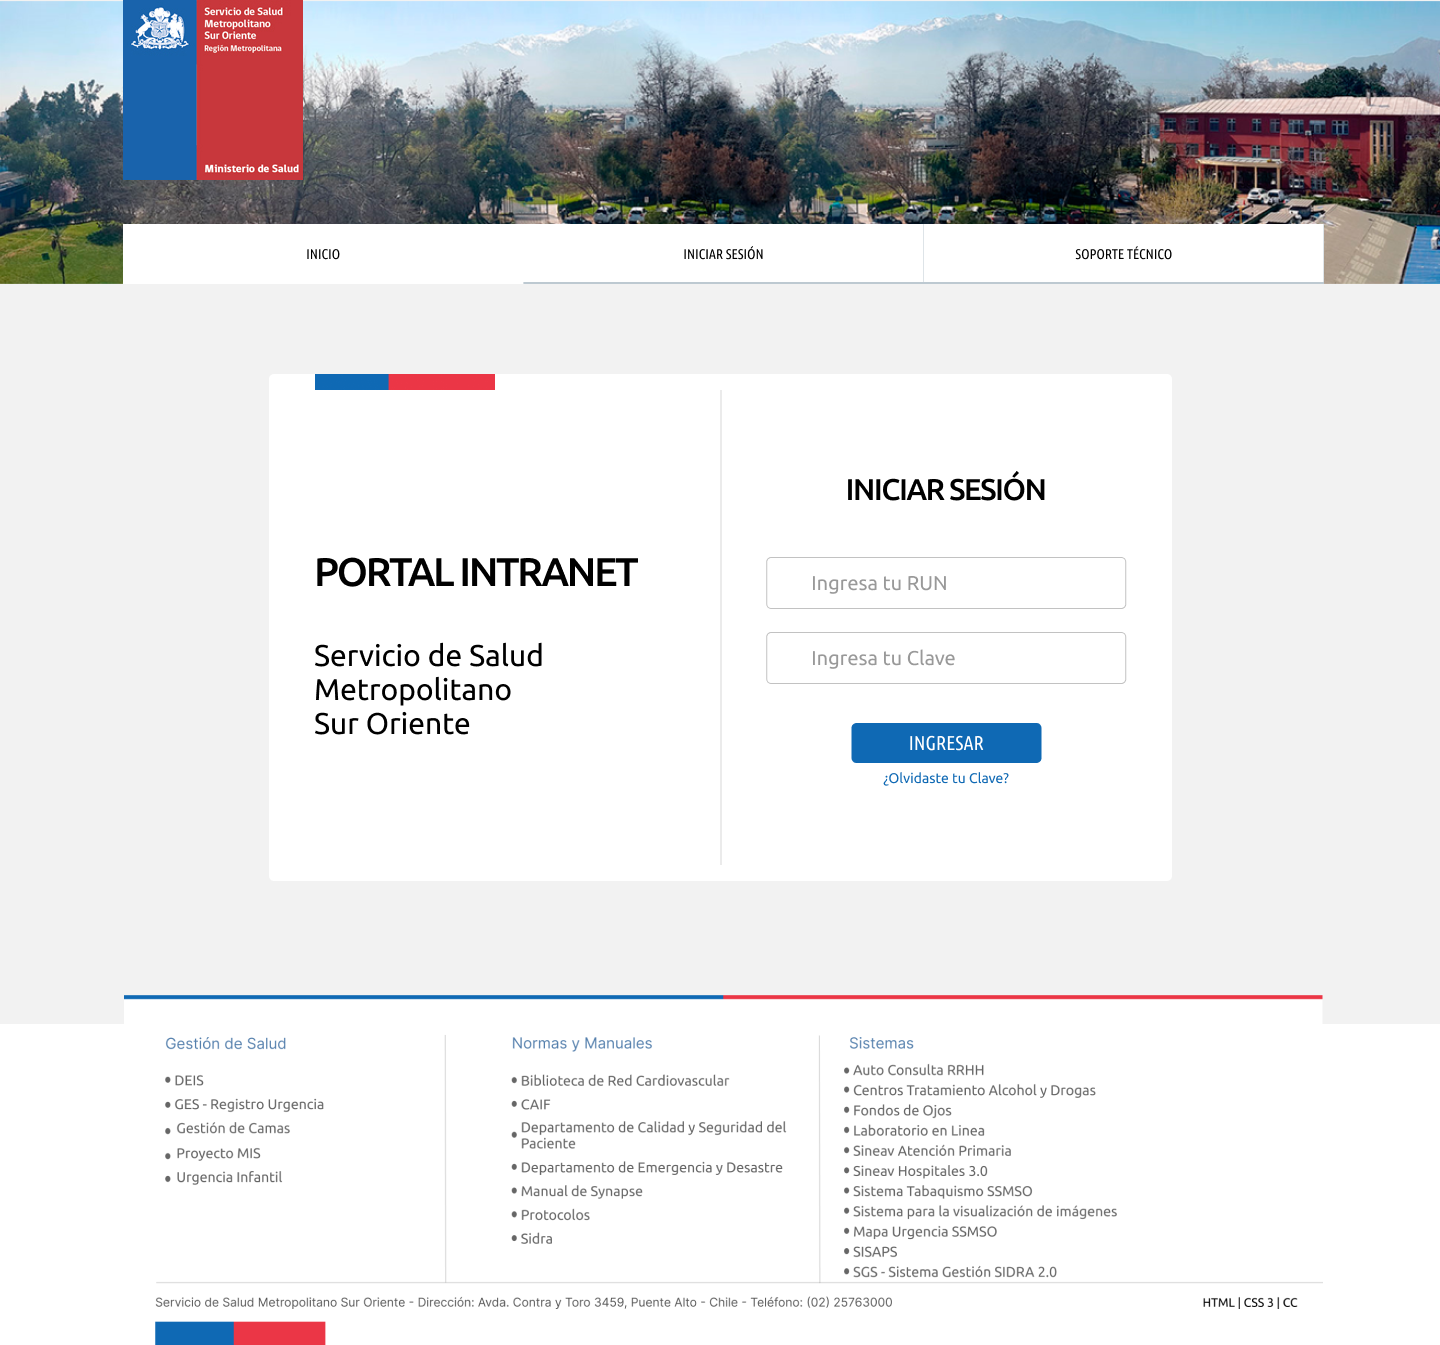 Servicio de Salud
Metropolitano
Sur Oriente
Región Metropolitana
Ministerio de Salud
INICIO
INICIAR SESIÓN
SOPORTE TÉCNICO
PORTAL INTRANET
Servicio de Salud
Metropolitano
Sur Oriente
INICIAR SESIÓN
Ingresa tu RUN
Ingresa tu Clave
INGRESAR
¿Olvidaste tu Clave?
Gestión de Salud
• DEIS
• GES - Registro Urgencia
• Gestión de Camas
• Proyecto MIS
• Urgencia Infantil
Normas y Manuales
• Biblioteca de Red Cardiovascular
• CAIF
• Departamento de Calidad y Seguridad del
Paciente
• Departamento de Emergencia y Desastre
• Manual de Synapse
• Protocolos
• Sidra
Sistemas
• Auto Consulta RRHH
• Centros Tratamiento Alcohol y Drogas
• Fondos de Ojos
• Laboratorio en Linea
• Sineav Atención Primaria
• Sineav Hospitales 3.0
• Sistema Tabaquismo SSMSO
• Sistema para la visualización de imágenes
• Mapa Urgencia SSMSO
• SISAPS
• SGS - Sistema Gestión SIDRA 2.0
Servicio de Salud Metropolitano Sur Oriente - Dirección: Avda. Contra y Toro 3459, Puente Alto - Chile - Teléfono: (02) 25763000
HTML | CSS 3 | CC